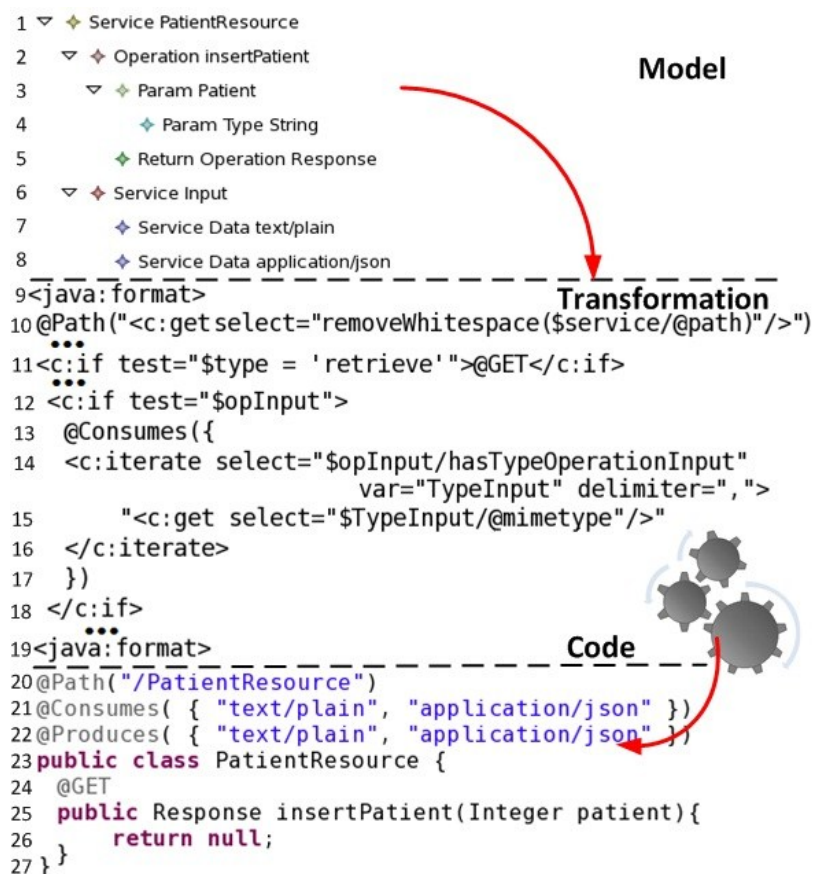 1 Service PatientResource
2 Operation insertPatient
Model
3 Param Patient
4 Param Type String
5 Return Operation Response
6 Service Input
7 Service Data text/plain
8 Service Data application/json
9 <java:format>
Transformation
10 @Path("<c:get select="removeWhitespace($service/@path)"/>")
•••
11 <c:if test="$type = 'retrieve'">@GET</c:if>
•••
12 <c:if test="$opInput">
13 @Consumes({
14 <c:iterate select="$opInput/hasTypeOperationInput"
var="TypeInput" delimiter=",">
15 "<c:get select="$TypeInput/@mimetype"/>"
16 </c:iterate>
17 })
18 </c:if>
•••
19 <java:format>
Code
20 @Path("/PatientResource")
21 @Consumes( { "text/plain", "application/json" })
22 @Produces( { "text/plain", "application/json" })
23 public class PatientResource {
24 @GET
25 public Response insertPatient(Integer patient){
26 return null;
}
27 }